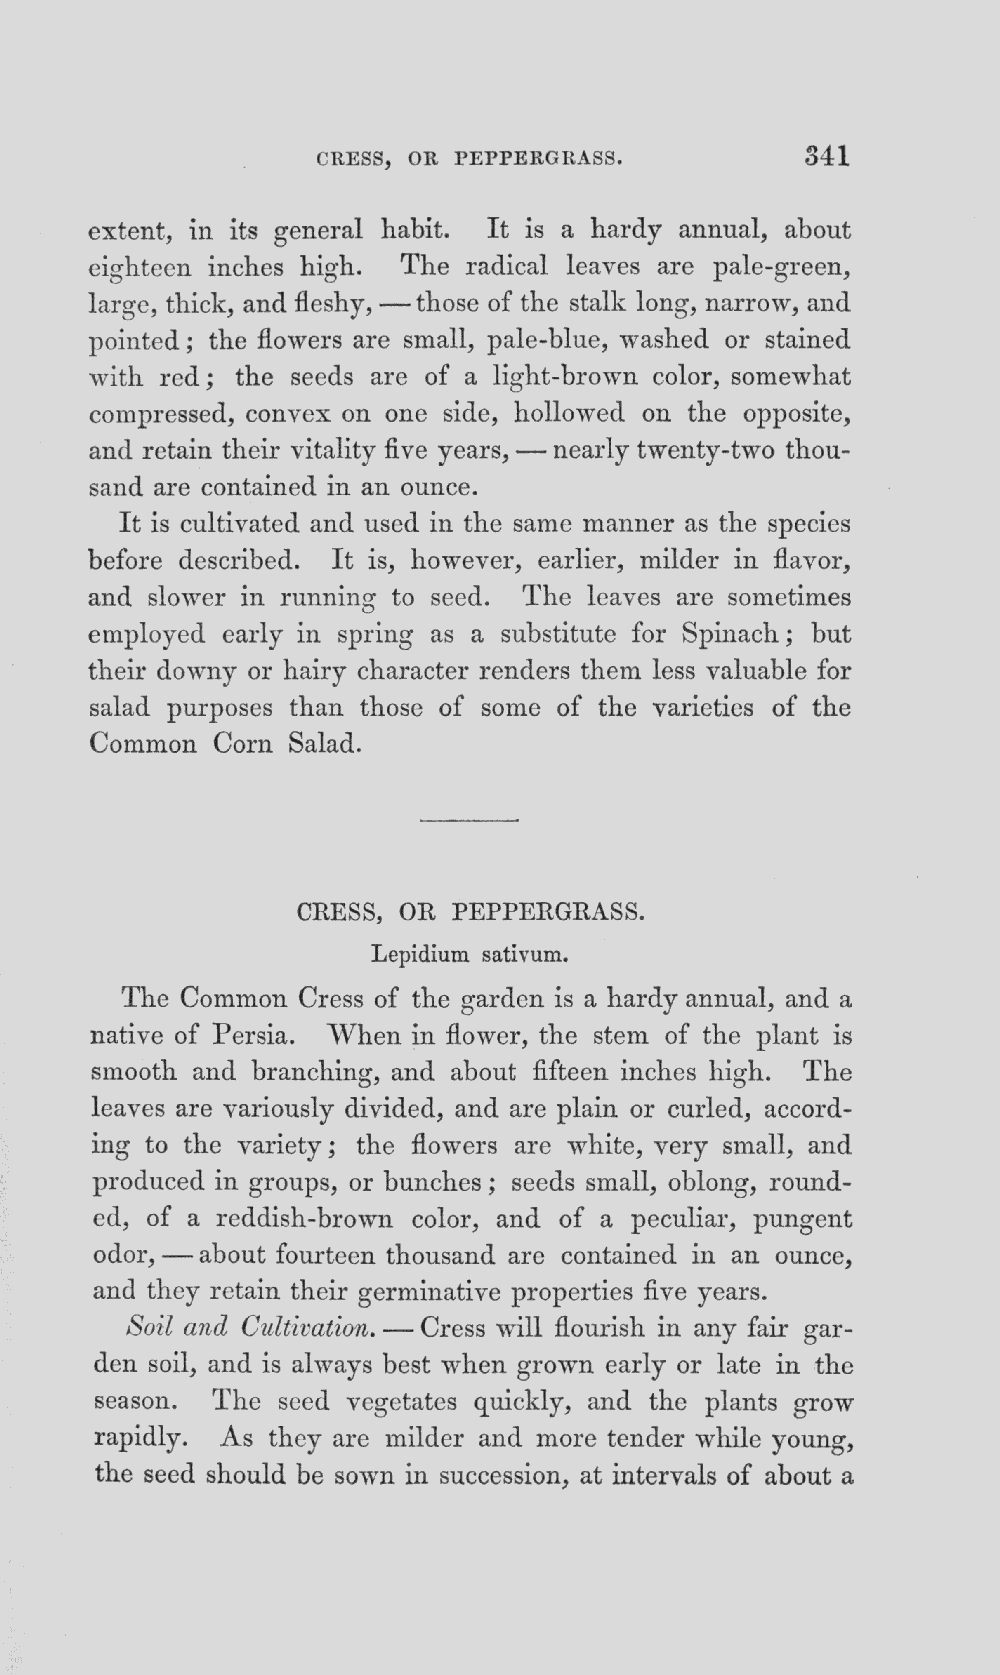 CRESS, OR PEPPERGRASS. 341
extent, in its general habit. It is a hardy annual, about
eighteen inches high. The radical leaves are pale-green,
large, thick, and fleshy, — those of the stalk long, narrow, and
pointed; the flowers are small, pale-blue, washed or stained
with red; the seeds are of a light-brown color, somewhat
compressed, convex on one side, hollowed on the opposite,
and retain their vitality five years, — nearly twenty-two thou-
sand are contained in an ounce.
It is cultivated and used in the same manner as the species
before described. It is, however, earlier, milder in flavor,
and slower in running to seed. The leaves are sometimes
employed early in spring as a substitute for Spinach; but
their downy or hairy character renders them less valuable for
salad purposes than those of some of the varieties of the
Common Corn Salad.
CRESS, OR PEPPERGRASS.
Lepidium sativum.
The Common Cress of the garden is a hardy annual, and a
native of Persia. When in flower, the stem of the plant is
smooth and branching, and about fifteen inches high. The
leaves are variously divided, and are plain or curled, accord-
ing to the variety; the flowers are white, very small, and
produced in groups, or bunches; seeds small, oblong, round-
ed, of a reddish-brown color, and of a peculiar, pungent
odor, — about fourteen thousand are contained in an ounce,
and they retain their germinative properties five years.
Soil and Cultivation. — Cress will flourish in any fair gar-
den soil, and is always best when grown early or late in the
season. The seed vegetates quickly, and the plants grow
rapidly. As they are milder and more tender while young,
the seed should be sown in succession, at intervals of about a